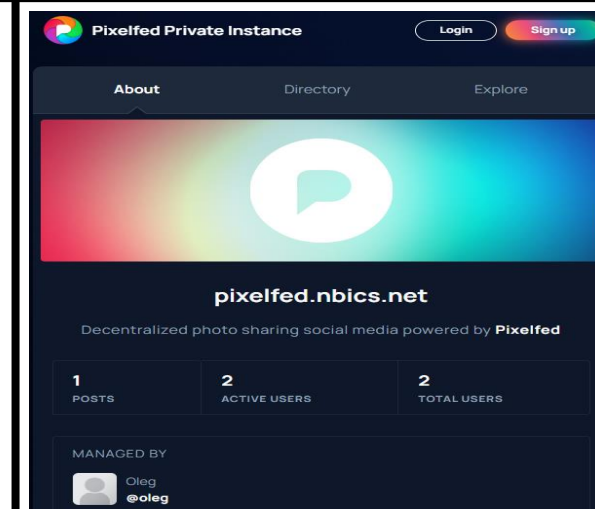 Pixelfed Private Instance
Login
Sign up
About
Directory
Explore
pixelfed.nbics.net
Decentralized photo sharing social media powered by Pixelfed
1
POSTS
2
ACTIVE USERS
2
TOTAL USERS
MANAGED BY
Oleg
@oleg